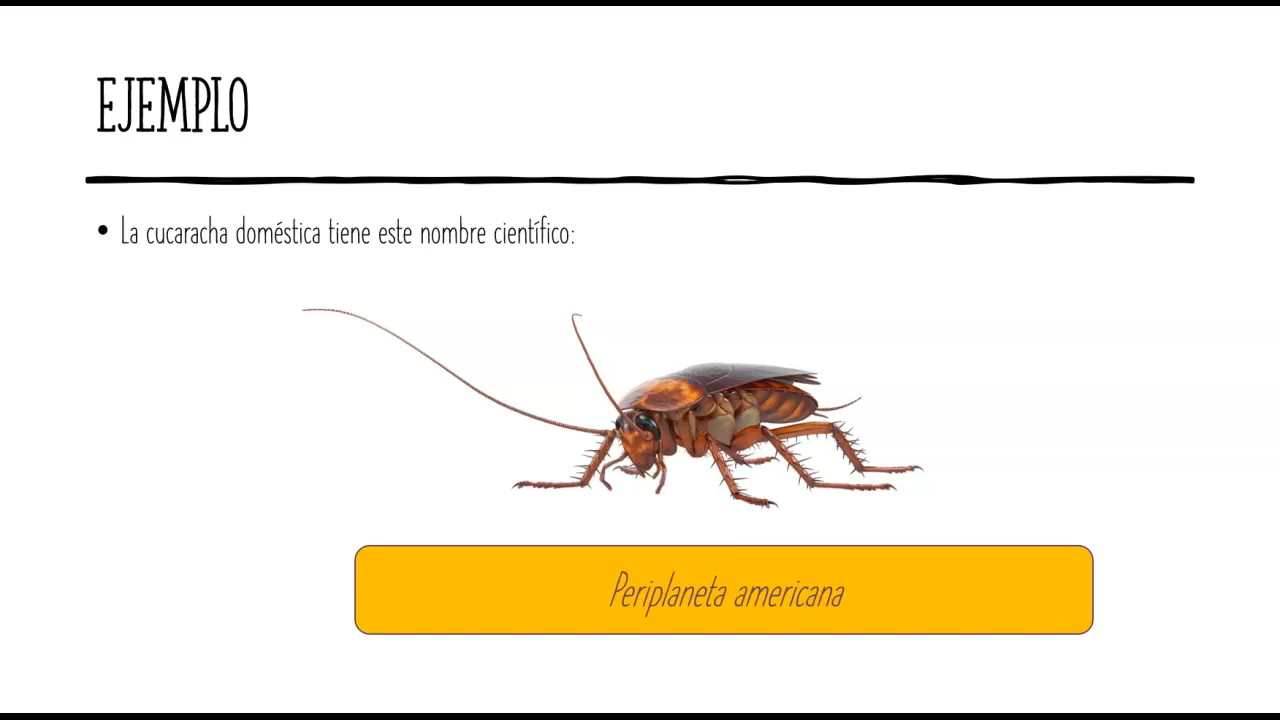 EJEMPLO
• La cucaracha doméstica tiene este nombre científico:
Periplaneta americana